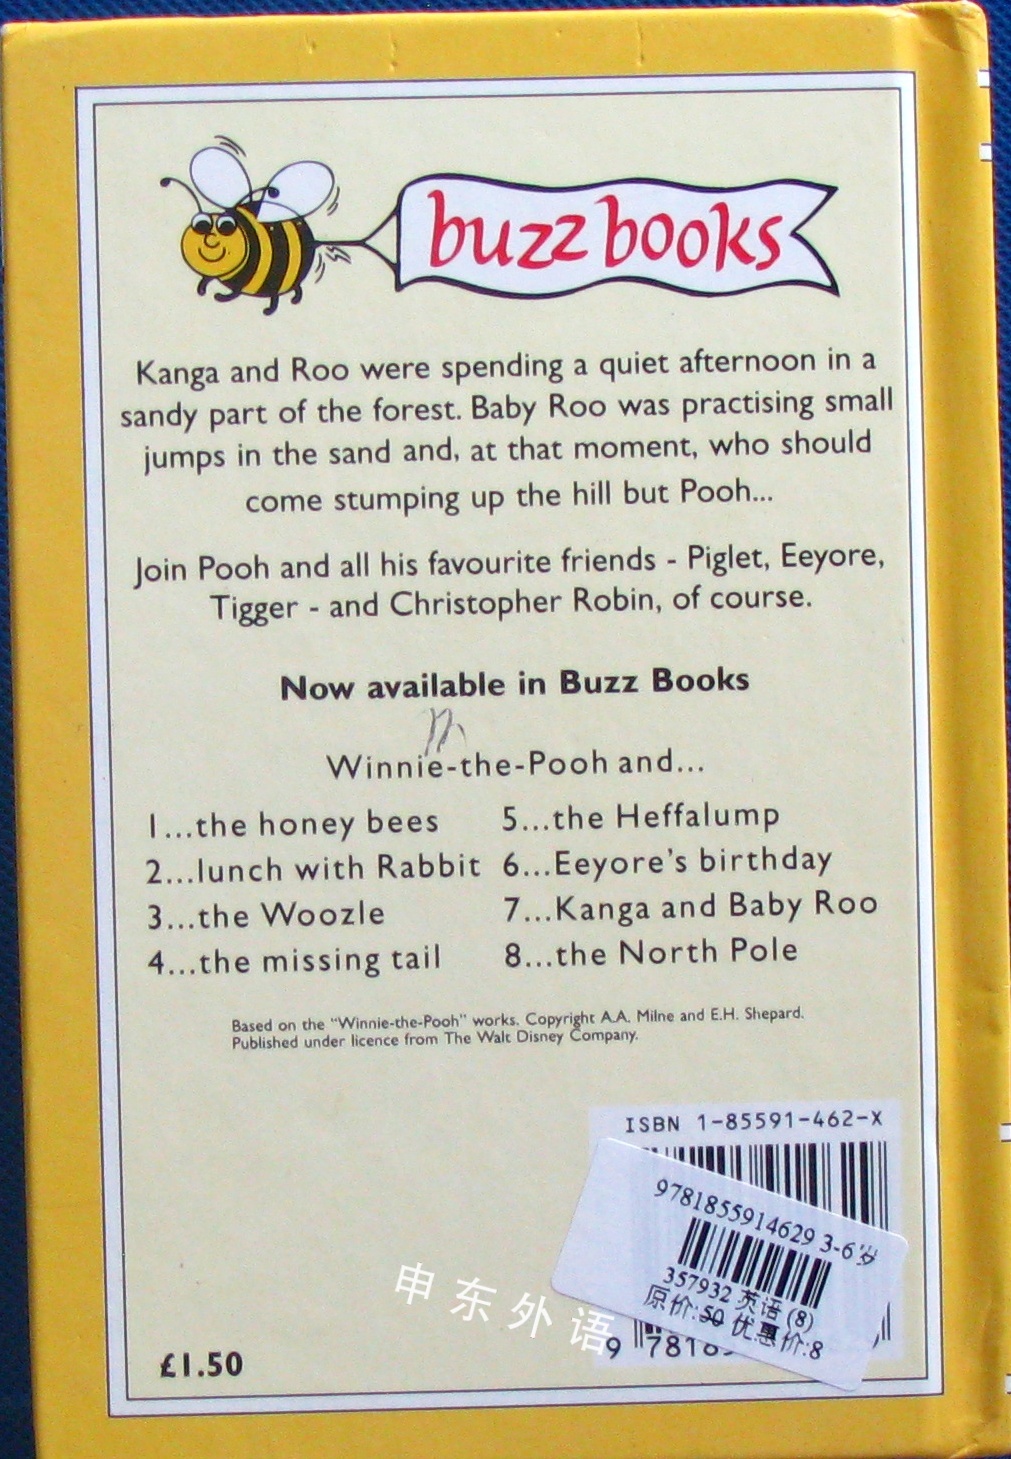 buzz books
Kanga and Roo were spending a quiet afternoon in a
sandy part of the forest. Baby Roo was practising small
jumps in the sand and, at that moment, who should
come stumping up the hill but Pooh...
Join Pooh and all his favourite friends - Piglet, Eeyore,
Tigger - and Christopher Robin, of course.
Now available in Buzz Books
Winnie-the-Pooh and...
1...the honey bees
2...lunch with Rabbit
3...the Woozle
4...the missing tail
5...the Heffalump
6...Eeyore's birthday
7...Kanga and Baby Roo
8...the North Pole
Based on the "Winnie-the-Pooh" works. Copyright A.A. Milne and E.H. Shepard.
Published under licence from The Walt Disney Company.
ISBN 1-85591-462-X
9781855914629 3-6岁
357932 英语 (8)
原价:50 优惠价:8
申东外语
9 78185
£1.50